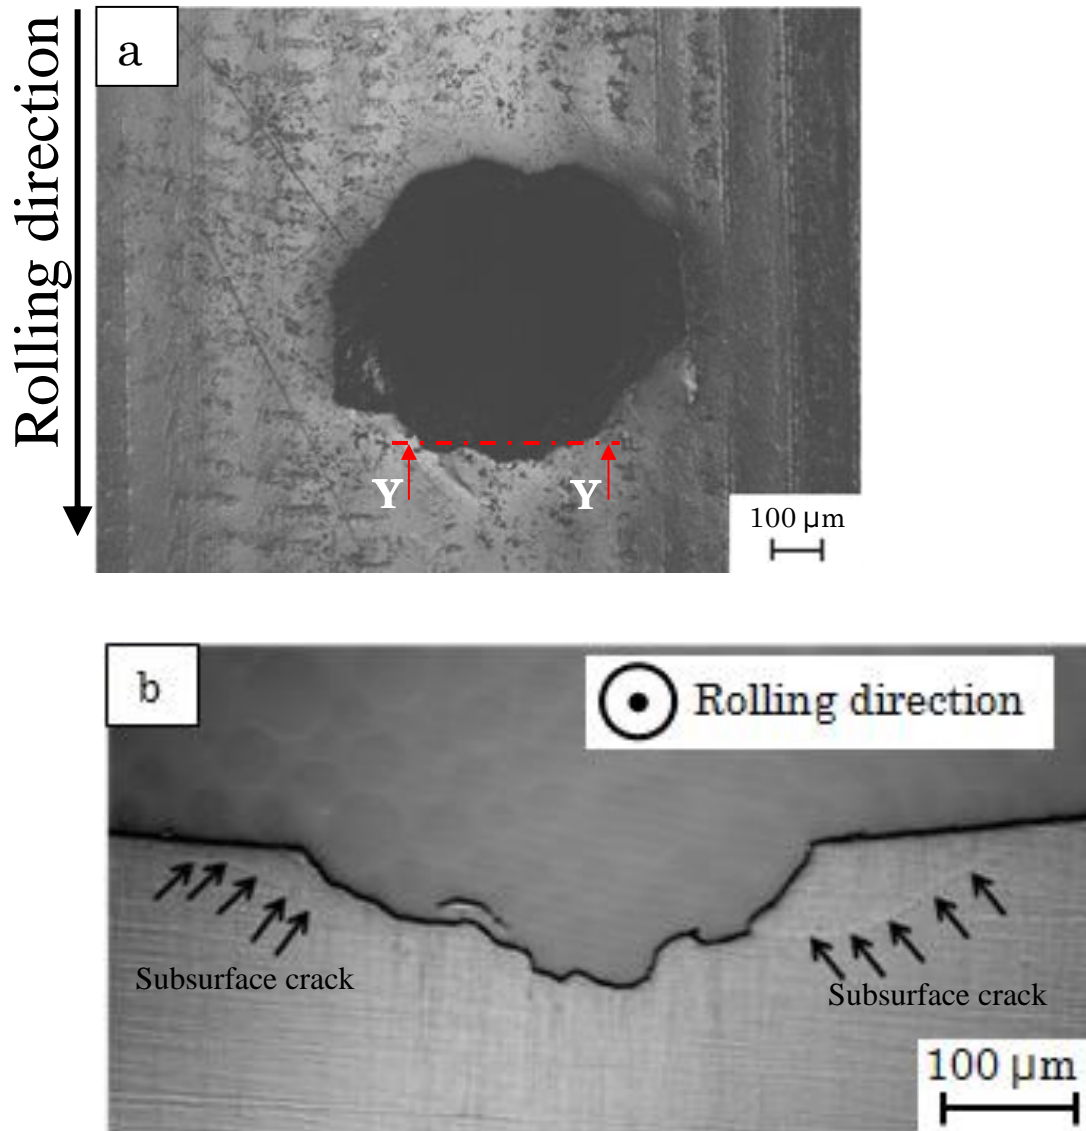 Rolling direction
a
Y Y
100 μm
b
Rolling direction
Subsurface crack
Subsurface crack
100 μm